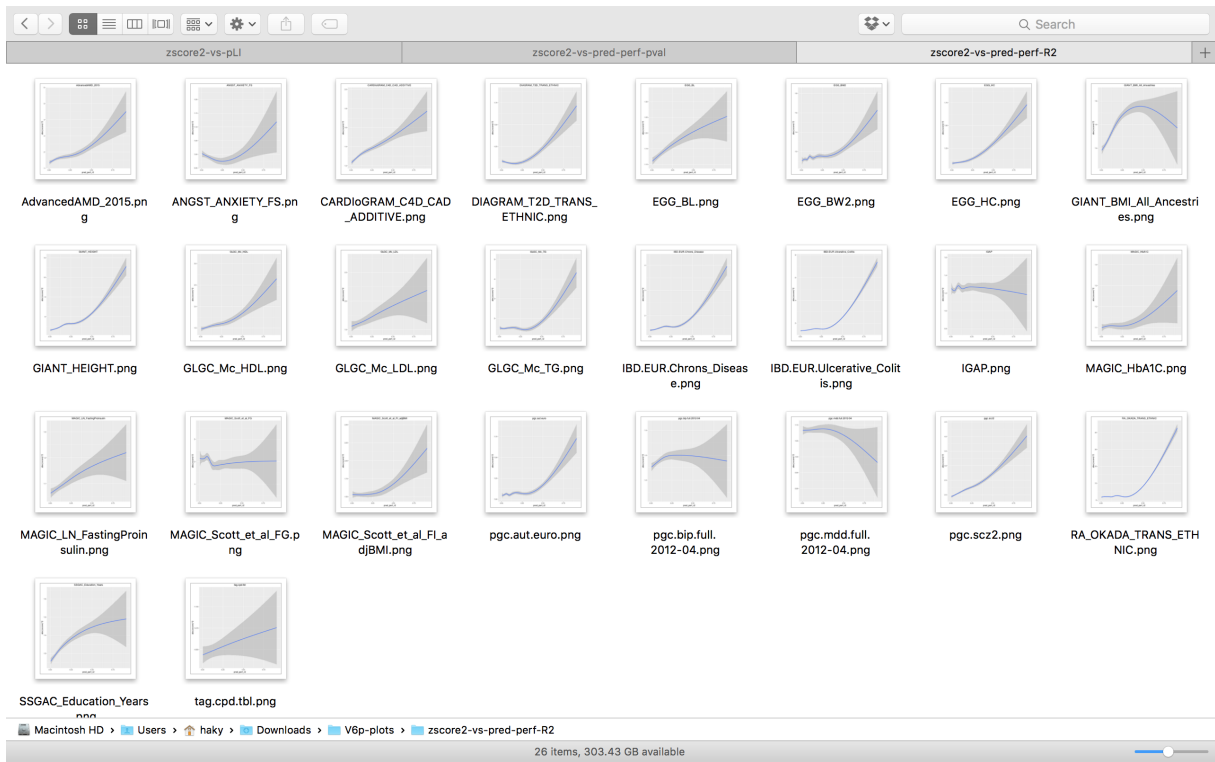 Search
zscore2-vs-pLI
zscore2-vs-pred-perf-pval
zscore2-vs-pred-perf-R2
AdvancedAMD_2015.pn
g
ANGST_ANXIETY_FS.pn
g
CARDIoGRAM_C4D_CAD
_ADDITIVE.png
DIAGRAM_T2D_TRANS_
ETHNIC.png
EGG_BL.png
EGG_BW2.png
EGG_HC.png
GIANT_BMI_All_Ancestri
es.png
GIANT_HEIGHT.png
GLGC_Mc_HDL.png
GLGC_Mc_LDL.png
GLGC_Mc_TG.png
IBD.EUR.Chrons_Diseas
e.png
IBD.EUR.Ulcerative_Colit
is.png
IGAP.png
MAGIC_HbA1C.png
MAGIC_LN_FastingProin
sulin.png
MAGIC_Scott_et_al_FG.p
ng
MAGIC_Scott_et_al_FI_a
djBMI.png
pgc.aut.euro.png
pgc.bip.full.
2012-04.png
pgc.mdd.full.
2012-04.png
pgc.scz2.png
RA_OKADA_TRANS_ETH
NIC.png
SSGAC_Education_Years
.png
tag.cpd.tbl.png
Macintosh HD › Users › haky › Downloads › V6p-plots › zscore2-vs-pred-perf-R2
26 items, 303.43 GB available